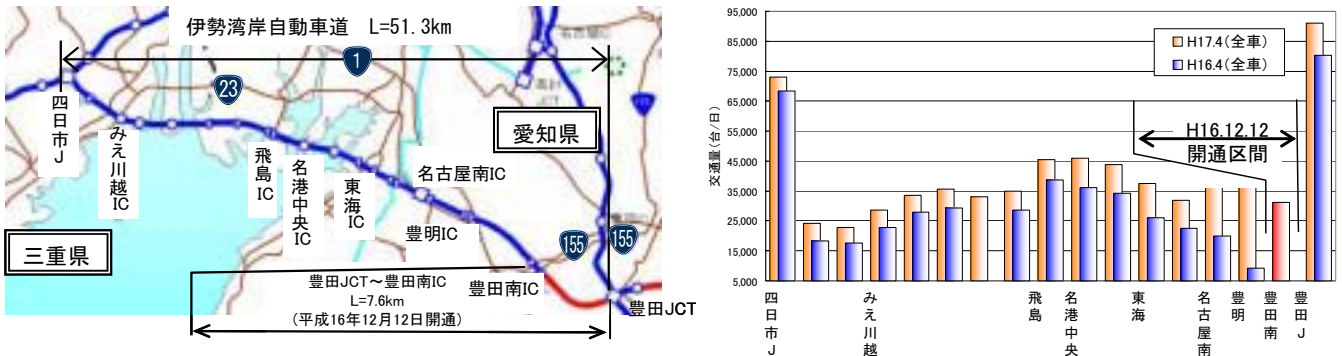 伊勢湾岸自動車道 L=51.3km
1
23
四日市J
みえ川越IC
飛島IC
名港中央IC
東海IC
名古屋南IC
豊明IC
愛知県
三重県
155
155
豊田南IC
豊田JCT
豊田JCT～豊田南IC
L=7.6km
(平成16年12月12日開通)
交通量(台/日)
95,000
85,000
75,000
65,000
55,000
45,000
35,000
25,000
15,000
5,000
H17.4(全車)
H16.4(全車)
H16.12.12
開通区間
四日市J
みえ川越
飛島
名港中央
東海
名古屋南
豊明
豊田南
豊田J